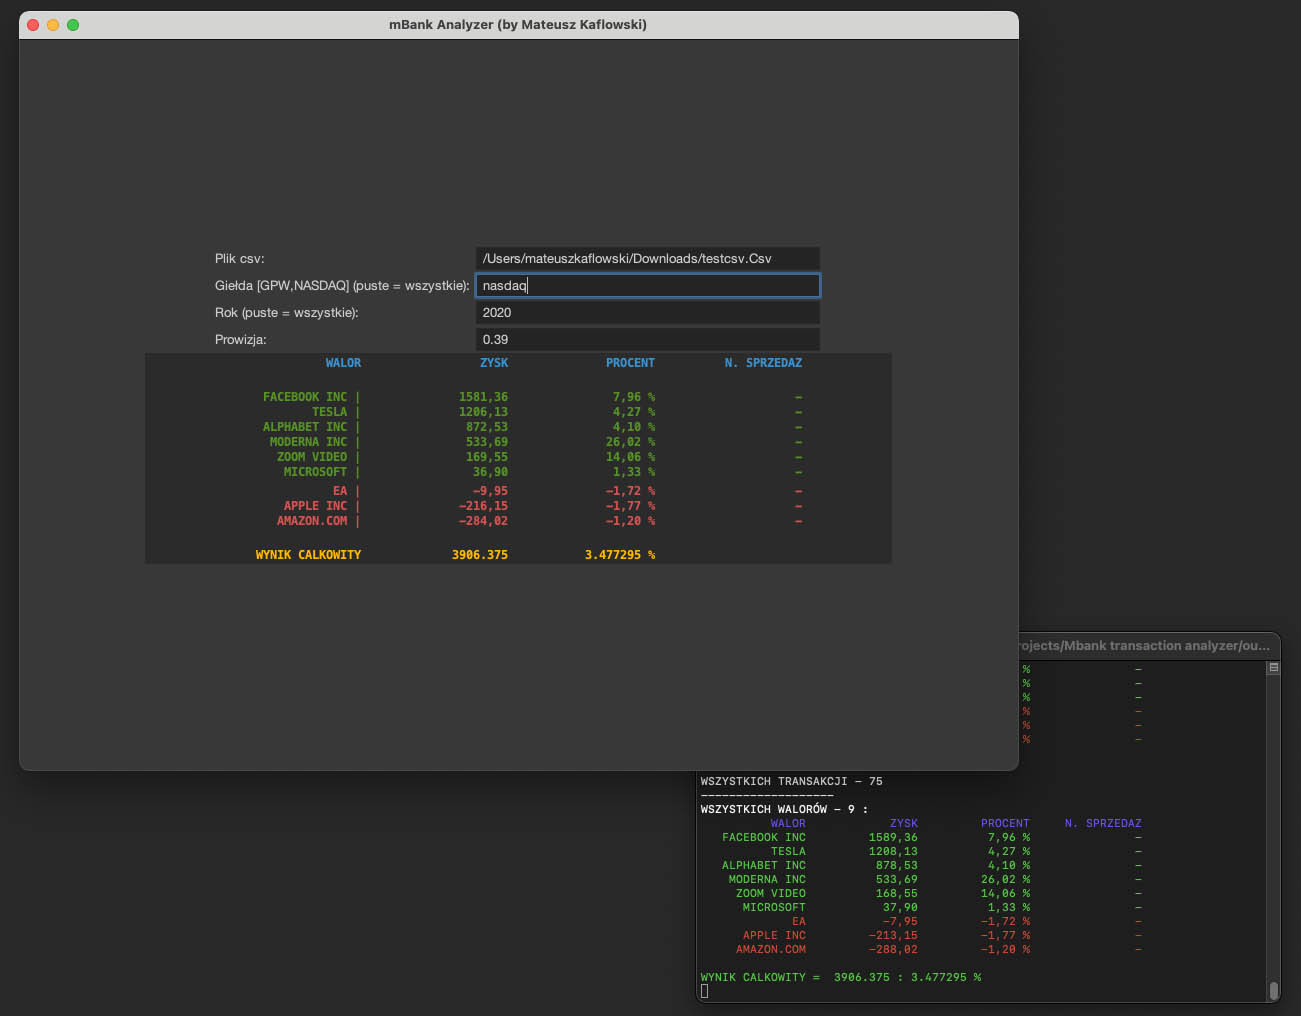 mBank Analyzer (by Mateusz Kaflowski)
Plik csv: /Users/mateuszkaflowski/Downloads/testcsv.Csv
Giełda [GPW,NASDAQ] (puste = wszystkie): nasdaq
Rok (puste = wszystkie): 2020
Prowizja: 0.39
WALOR ZYSK PROCENT N. SPRZEDAZ
FACEBOOK INC | 1581,36 7,96 % –
TESLA | 1206,13 4,27 % –
ALPHABET INC | 872,53 4,10 % –
MODERNA INC | 533,69 26,02 % –
ZOOM VIDEO | 169,55 14,06 % –
MICROSOFT | 36,90 1,33 % –
EA | –9,95 –1,72 % –
APPLE INC | –216,15 –1,77 % –
AMAZON.COM | –284,02 –1,20 % –
WYNIK CALKOWITY 3906.375 3.477295 %
rojects/Mbank transaction analyzer/ou...
% –
% –
% –
% –
% –
% –
WSZYSTKICH TRANSAKCJI – 75
–––––––––––––––––––
WSZYSTKICH WALORÓW – 9 :
WALOR ZYSK PROCENT N. SPRZEDAZ
FACEBOOK INC 1589,36 7,96 % –
TESLA 1208,13 4,27 % –
ALPHABET INC 878,53 4,10 % –
MODERNA INC 533,69 26,02 % –
ZOOM VIDEO 168,55 14,06 % –
MICROSOFT 37,90 1,33 % –
EA –7,95 –1,72 % –
APPLE INC –213,15 –1,77 % –
AMAZON.COM –288,02 –1,20 % –
WYNIK CALKOWITY = 3906.375 : 3.477295 %